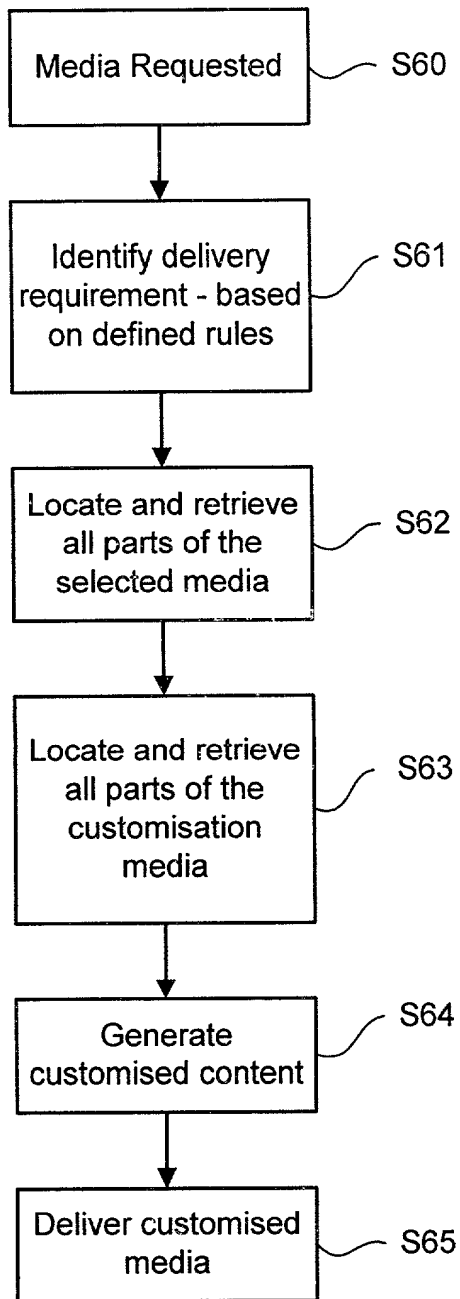 Media Requested
S60
Identify delivery
requirement - based
on defined rules
S61
Locate and retrieve
all parts of the
selected media
S62
Locate and retrieve
all parts of the
customisation
media
S63
Generate
customised content
S64
Deliver customised
media
S65